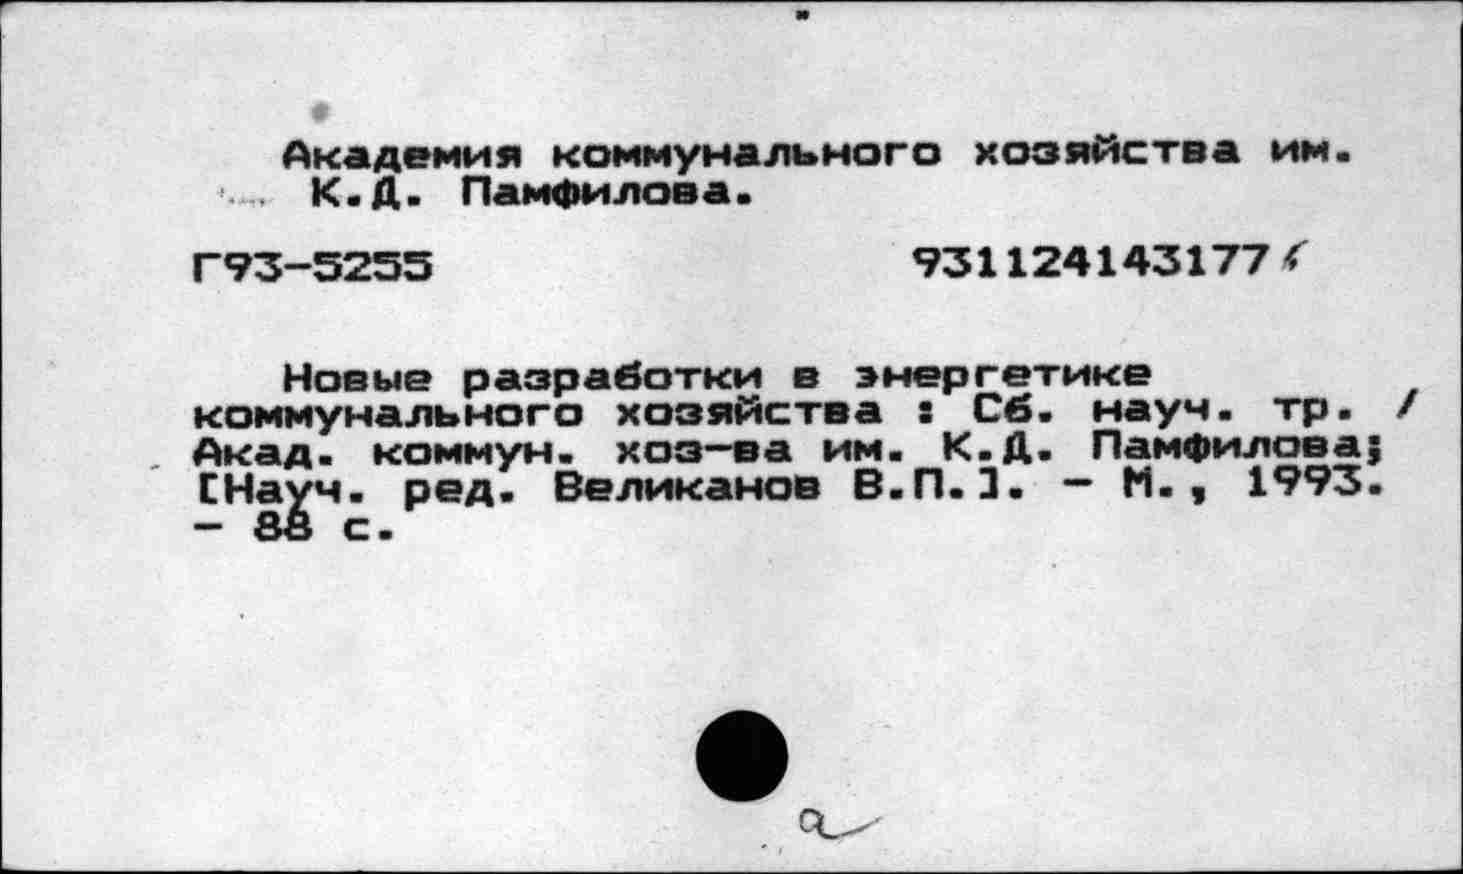 Академия коммунального хозяйства им.
К.Д. Памфилова.
Г93-5255 931124143177
Новые разработки в энергетике
коммунального хозяйства : Сб. науч. тр. /
Акад. коммун. хоз-ва им. К.Д. Памфилова;
[Науч. ред. Великанов В.П.]. - М., 1993.
- 88 с.